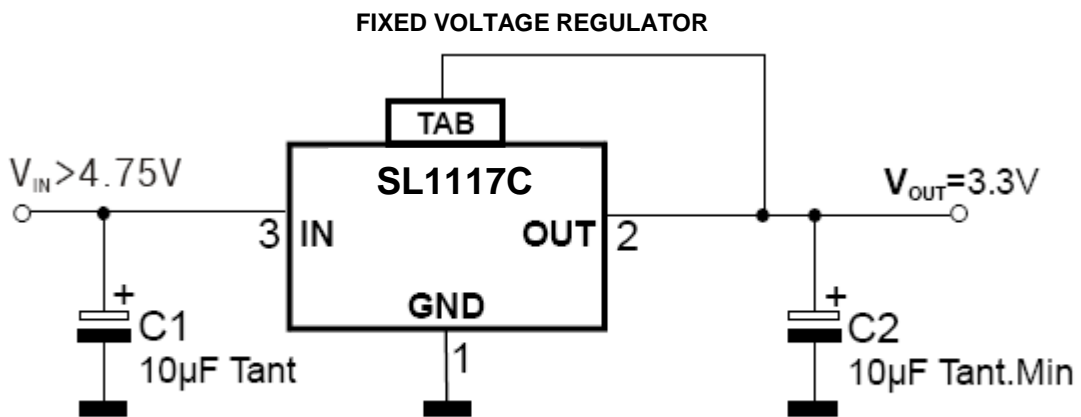 FIXED VOLTAGE REGULATOR
TAB
SL1117C
VIN>4.75V
VOUT=3.3V
3 IN
OUT 2
GND
1
+
C1
10µF Tant
+
C2
10µF Tant.Min